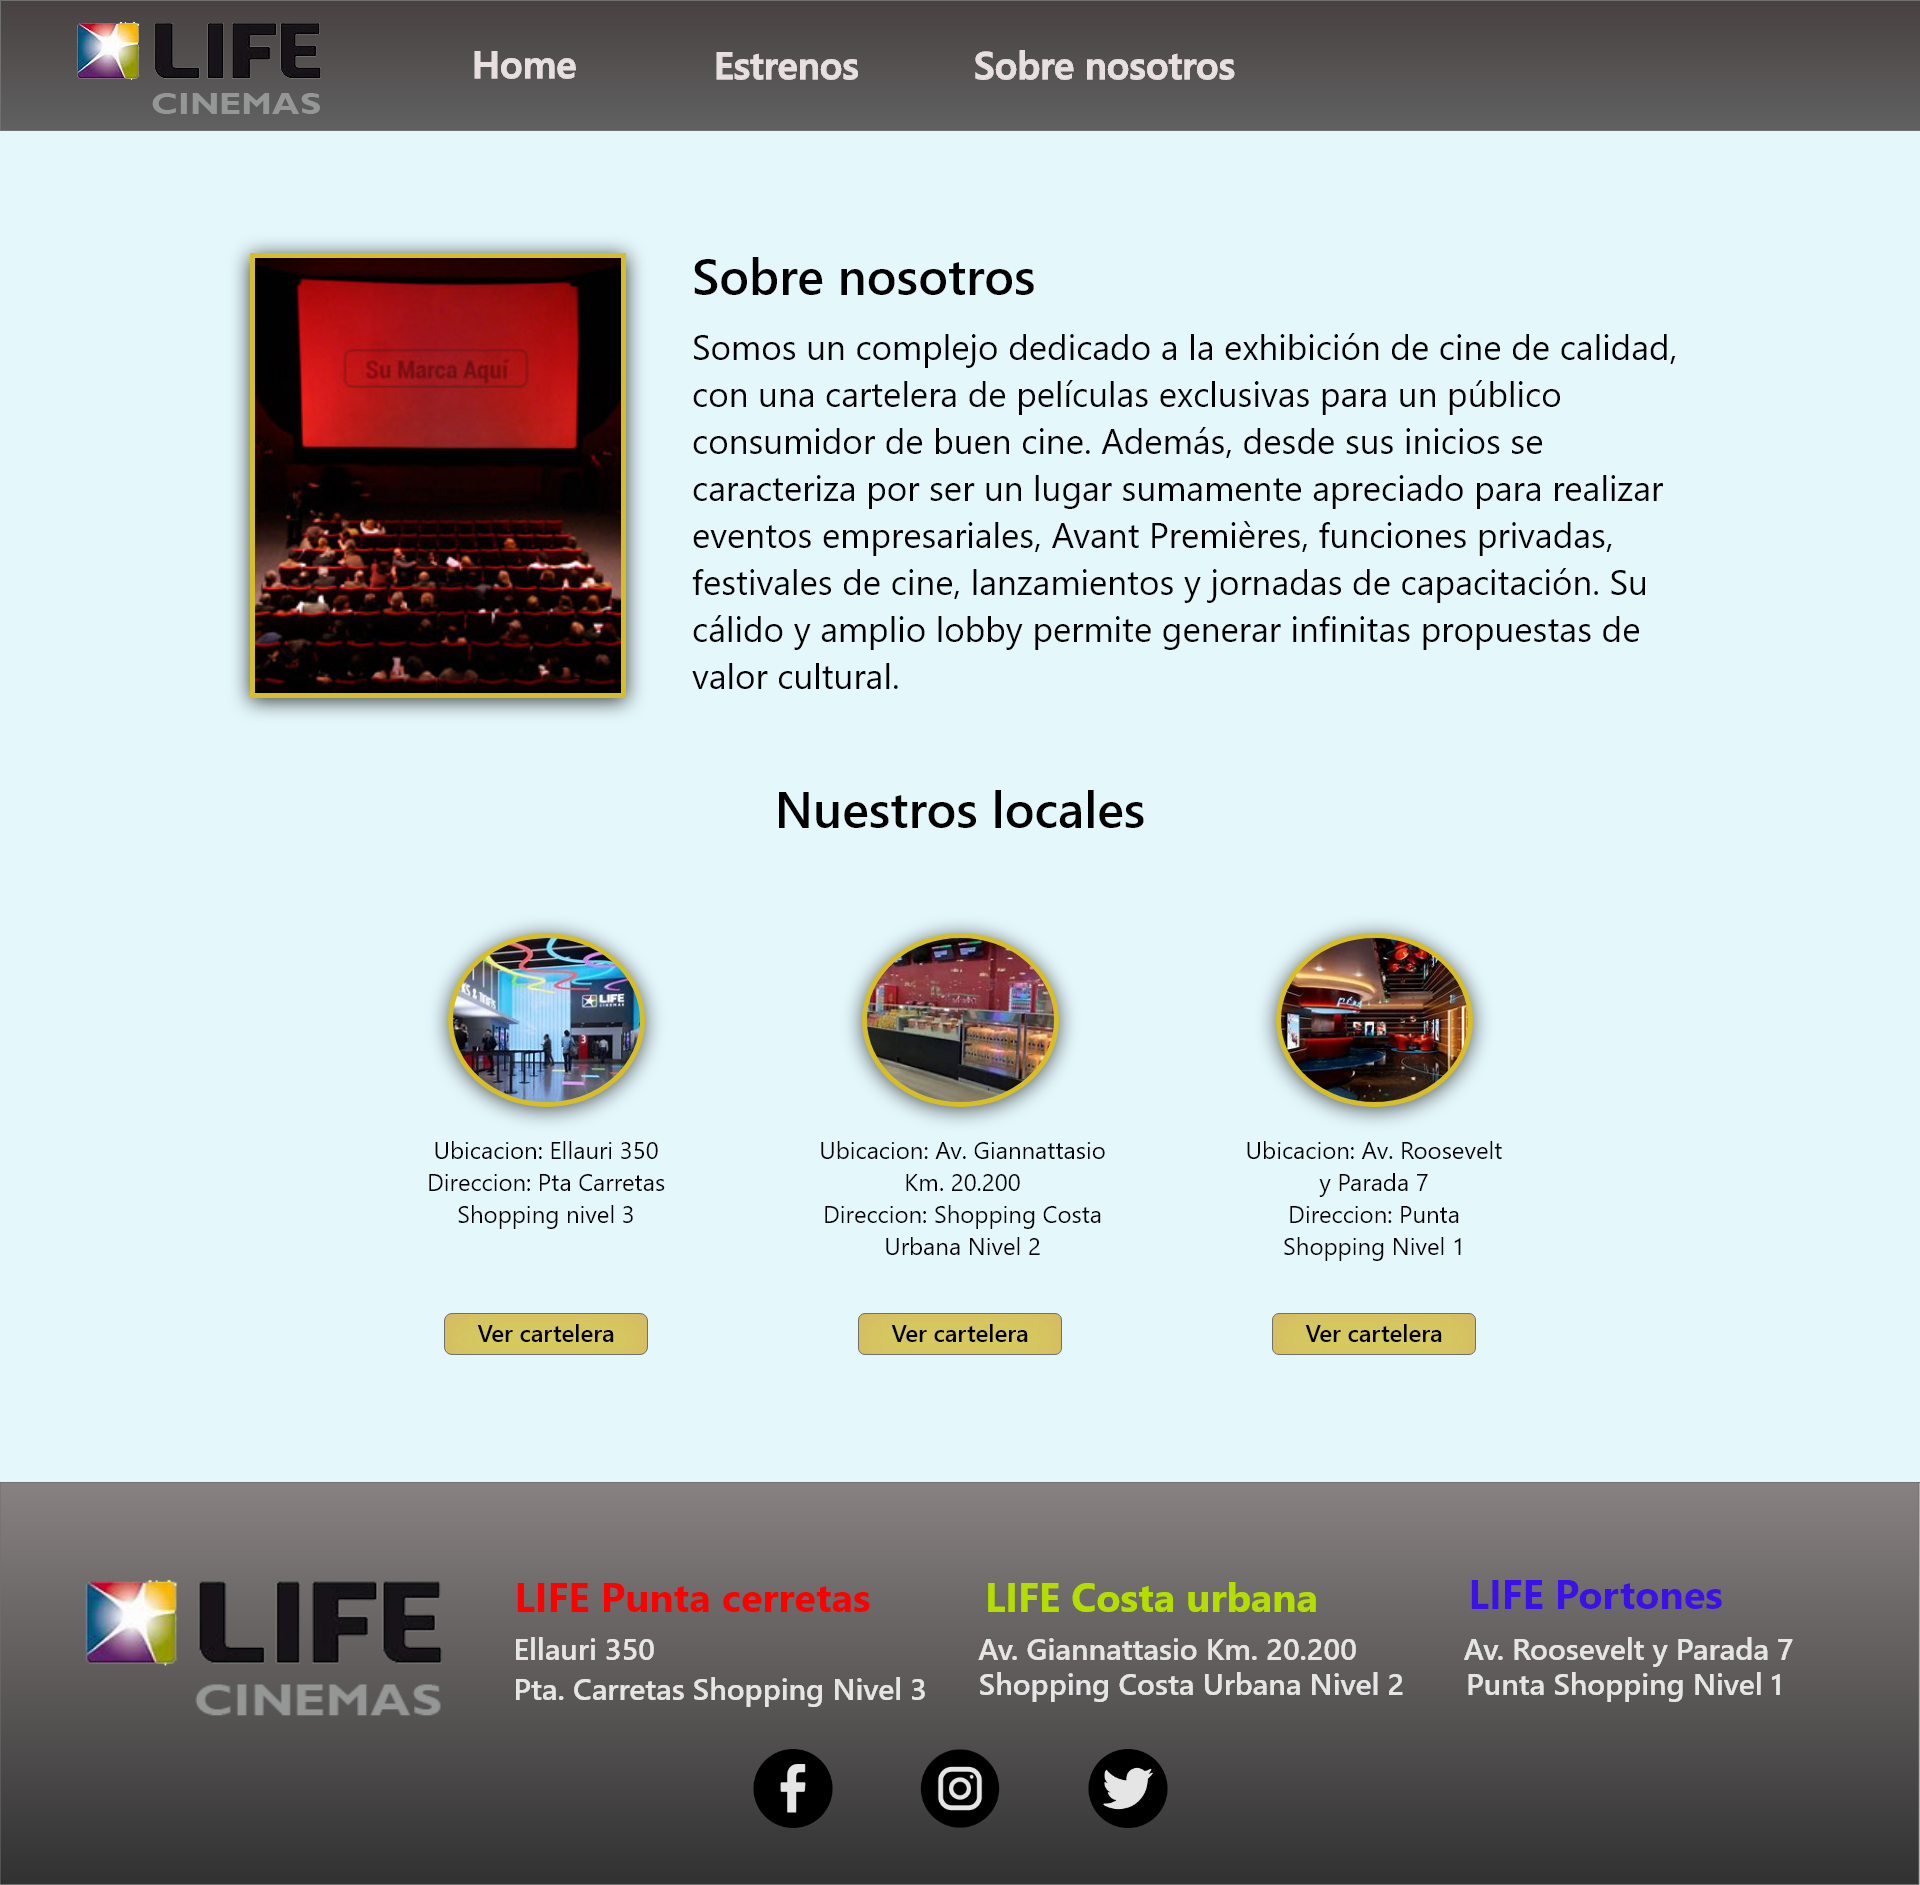 LIFE
CINEMAS
Home
Estrenos
Sobre nosotros
Su Marca Aquí
Sobre nosotros
Somos un complejo dedicado a la exhibición de cine de calidad,
con una cartelera de películas exclusivas para un público
consumidor de buen cine. Además, desde sus inicios se
caracteriza por ser un lugar sumamente apreciado para realizar
eventos empresariales, Avant Premières, funciones privadas,
festivales de cine, lanzamientos y jornadas de capacitación. Su
cálido y amplio lobby permite generar infinitas propuestas de
valor cultural.
Nuestros locales
LIFE
CINEMAS
Ubicacion: Ellauri 350
Direccion: Pta Carretas
Shopping nivel 3
Ubicacion: Av. Giannattasio
Km. 20.200
Direccion: Shopping Costa
Urbana Nivel 2
Ubicacion: Av. Roosevelt
y Parada 7
Direccion: Punta
Shopping Nivel 1
Ver cartelera
Ver cartelera
Ver cartelera
LIFE
CINEMAS
LIFE Punta cerretas
Ellauri 350
Pta. Carretas Shopping Nivel 3
LIFE Costa urbana
Av. Giannattasio Km. 20.200
Shopping Costa Urbana Nivel 2
LIFE Portones
Av. Roosevelt y Parada 7
Punta Shopping Nivel 1